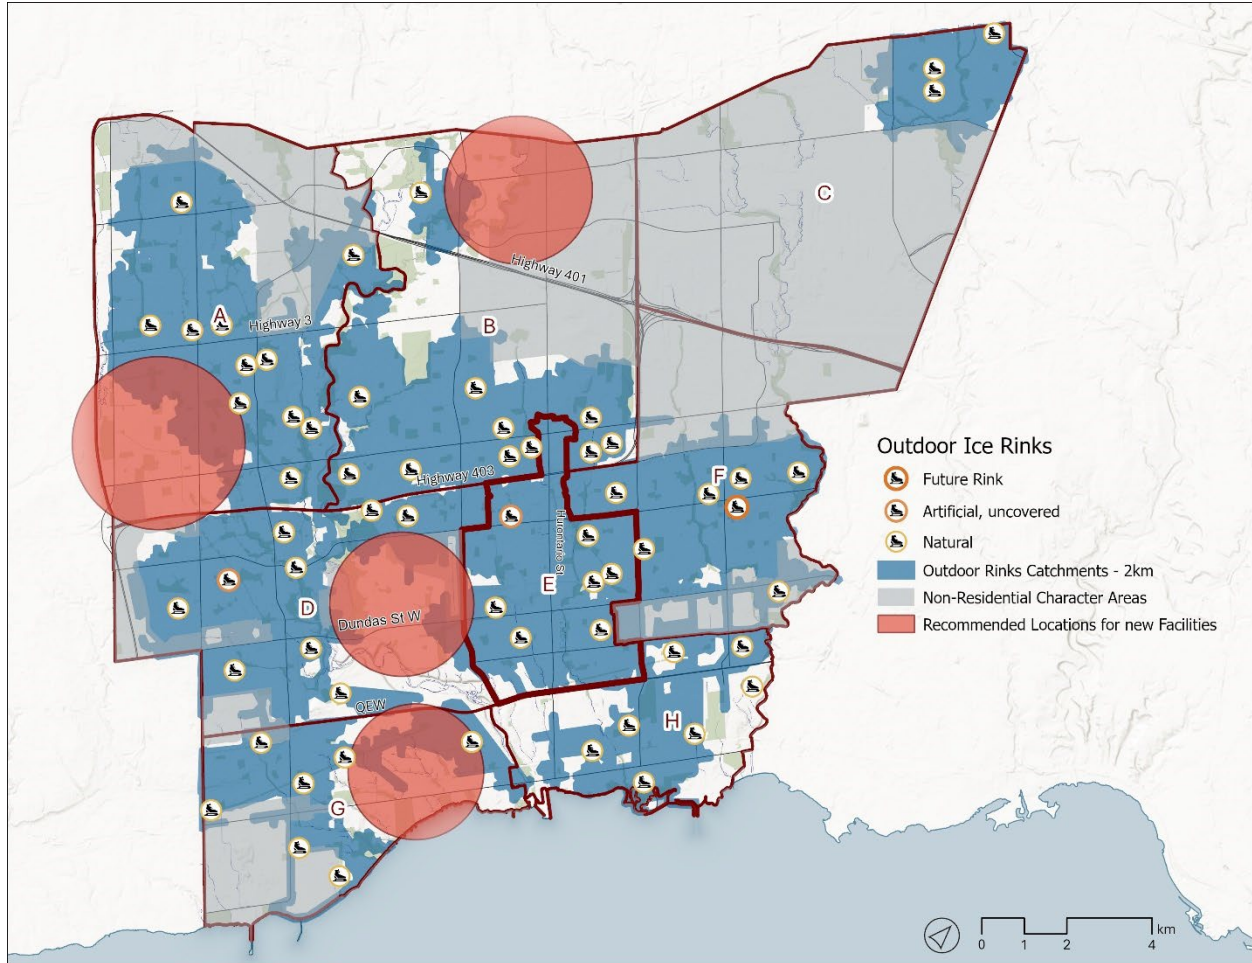 C
Highway 401
A
Highway 3
B
Highway 403
F
Hurontario St
E
D
Dundas St W
QEW
H
G
Outdoor Ice Rinks
Future Rink
Artificial, uncovered
Natural
Outdoor Rinks Catchments - 2km
Non-Residential Character Areas
Recommended Locations for new Facilities
km
0 1 2 4